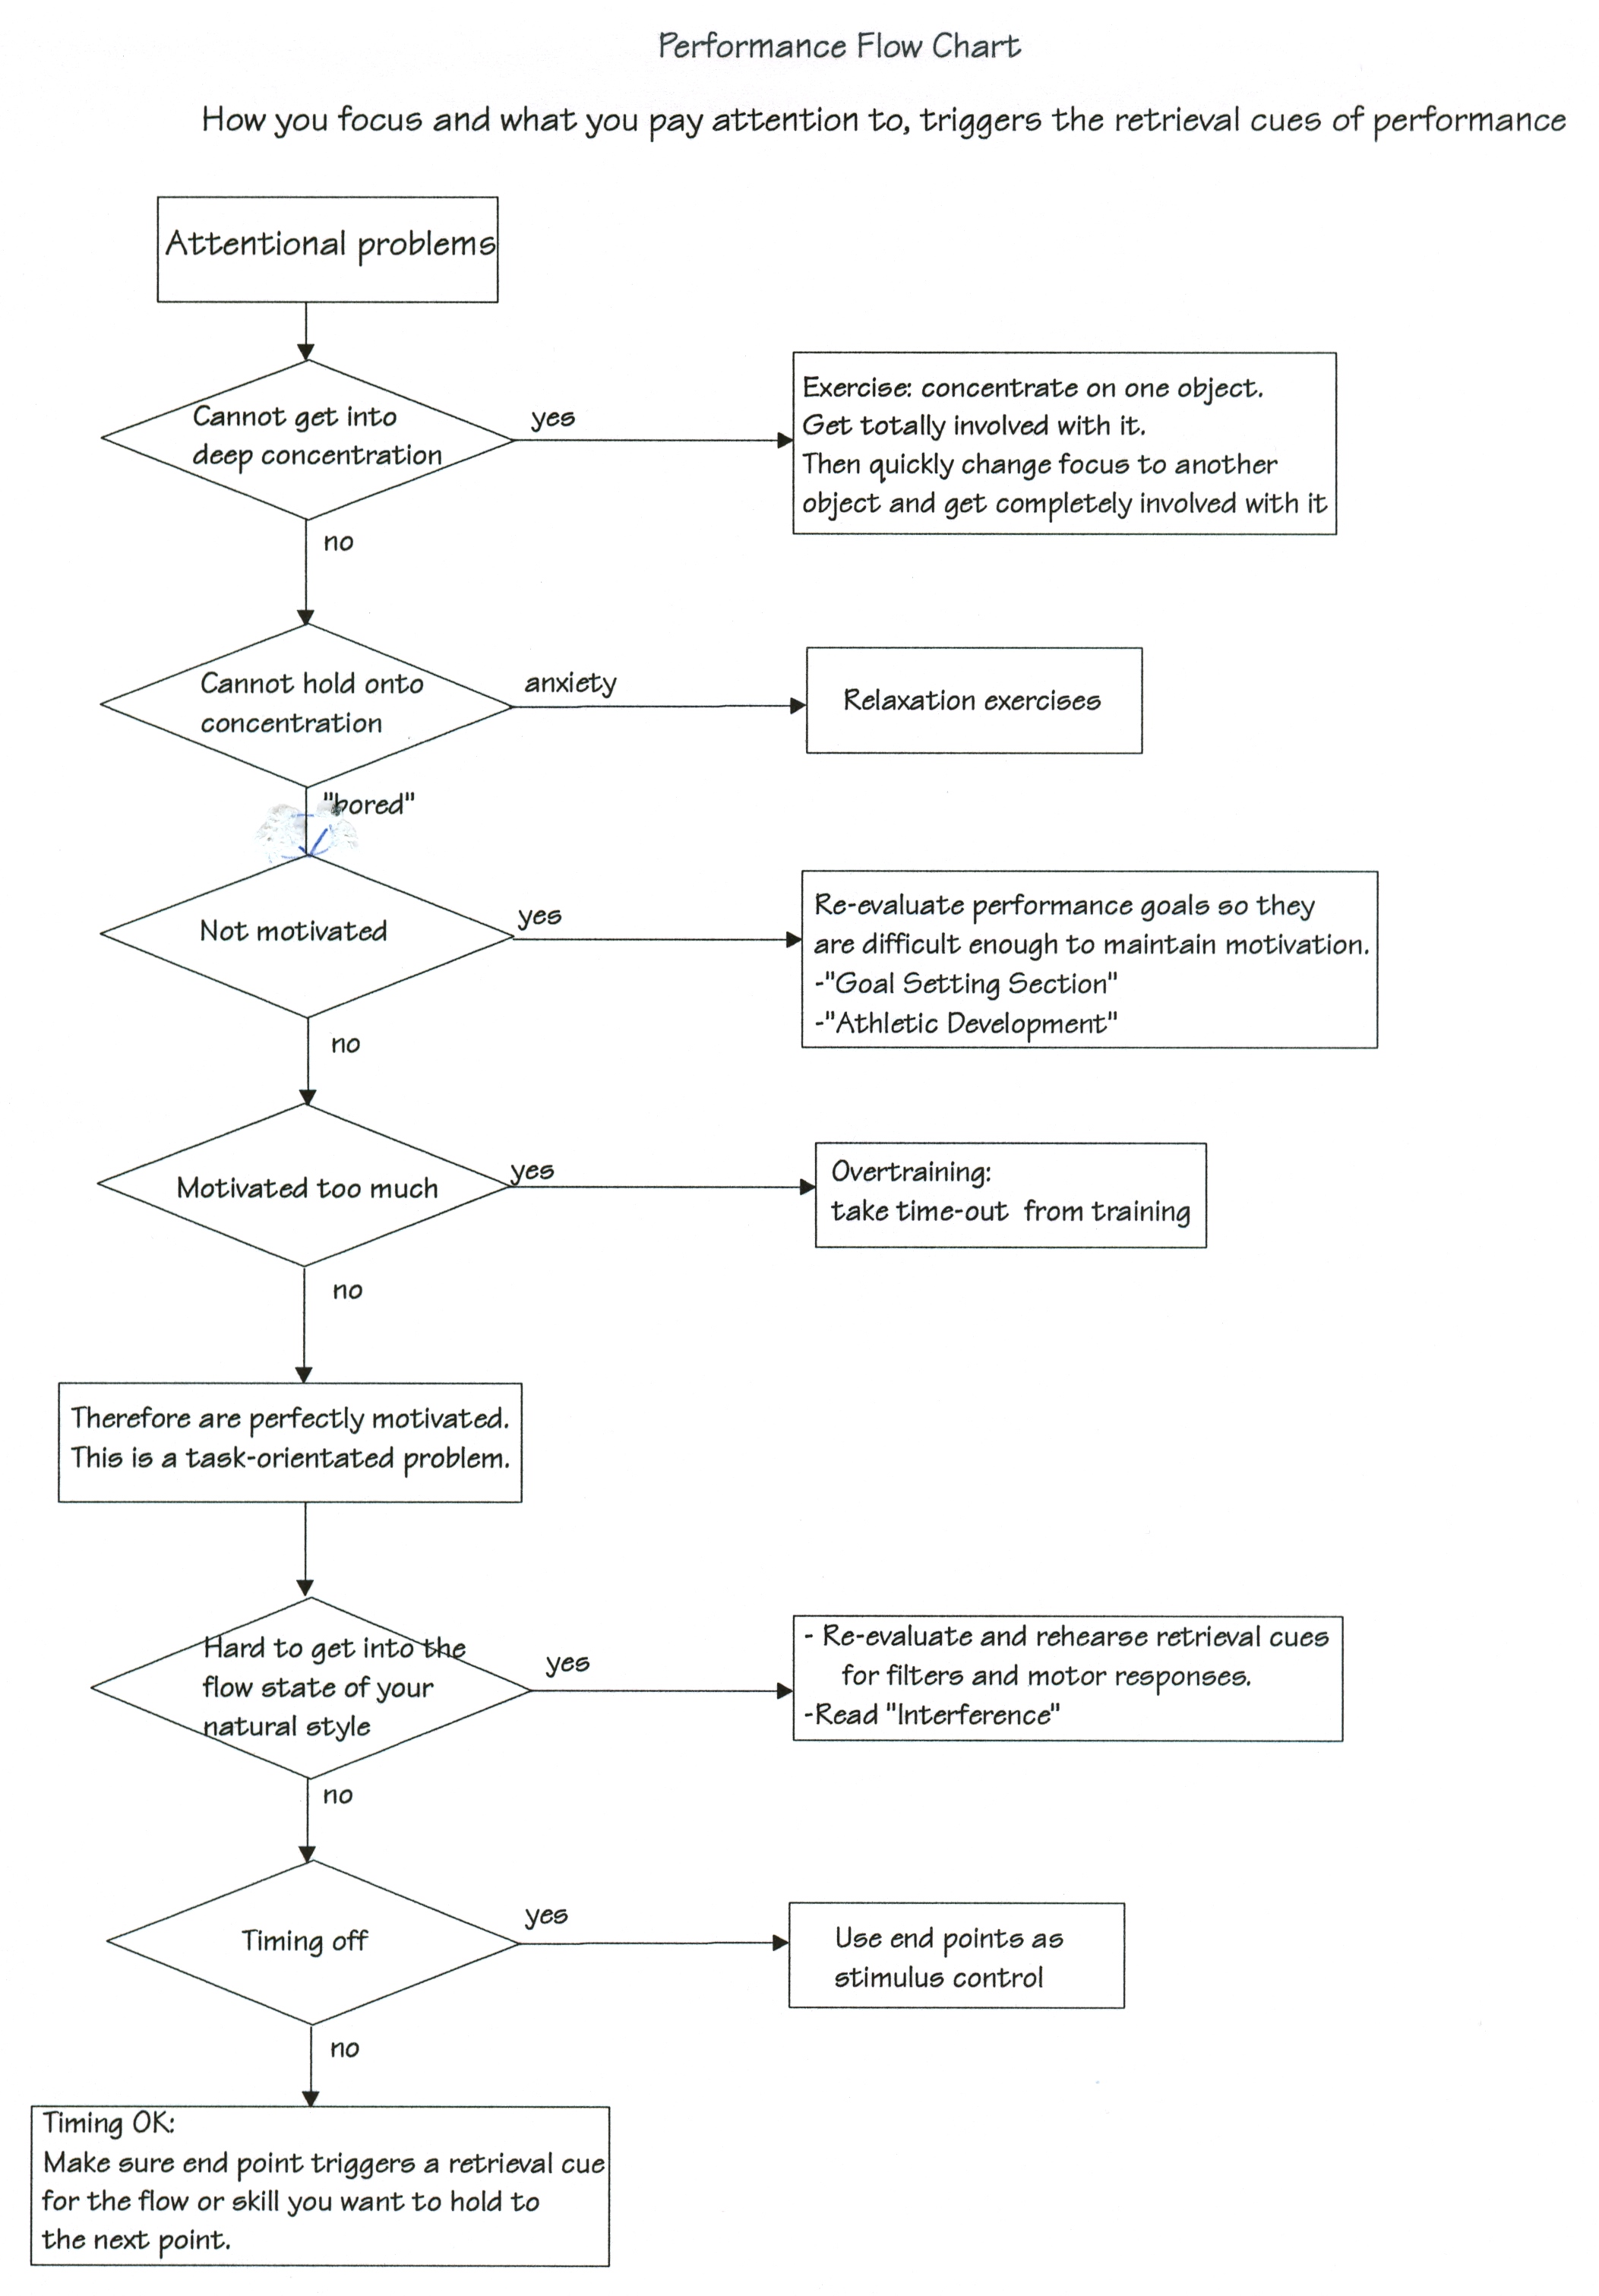 Performance Flow Chart
How you focus and what you pay attention to, triggers the retrieval cues of performance
Attentional problems
Cannot get into
deep concentration
yes
Exercise: concentrate on one object.
Get totally involved with it.
Then quickly change focus to another
object and get completely involved with it
no
Cannot hold onto
concentration
anxiety
Relaxation exercises
"bored"
Not motivated
yes
Re-evaluate performance goals so they
are difficult enough to maintain motivation.
-"Goal Setting Section"
-"Athletic Development"
no
Motivated too much
yes
Overtraining:
take time-out from training
no
Therefore are perfectly motivated.
This is a task-orientated problem.
Hard to get into the
flow state of your
natural style
yes
- Re-evaluate and rehearse retrieval cues
for filters and motor responses.
-Read "Interference"
no
Timing off
yes
Use end points as
stimulus control
no
Timing OK:
Make sure end point triggers a retrieval cue
for the flow or skill you want to hold to
the next point.